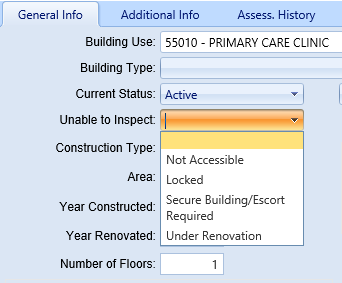 General Info Additional Info Assess. History
Building Use: 55010 - PRIMARY CARE CLINIC
Building Type:
Current Status: Active
Unable to Inspect:
Construction Type:
Not Accessible
Area:
Locked
Year Constructed:
Secure Building/Escort
Required
Year Renovated:
Under Renovation
Number of Floors: 1